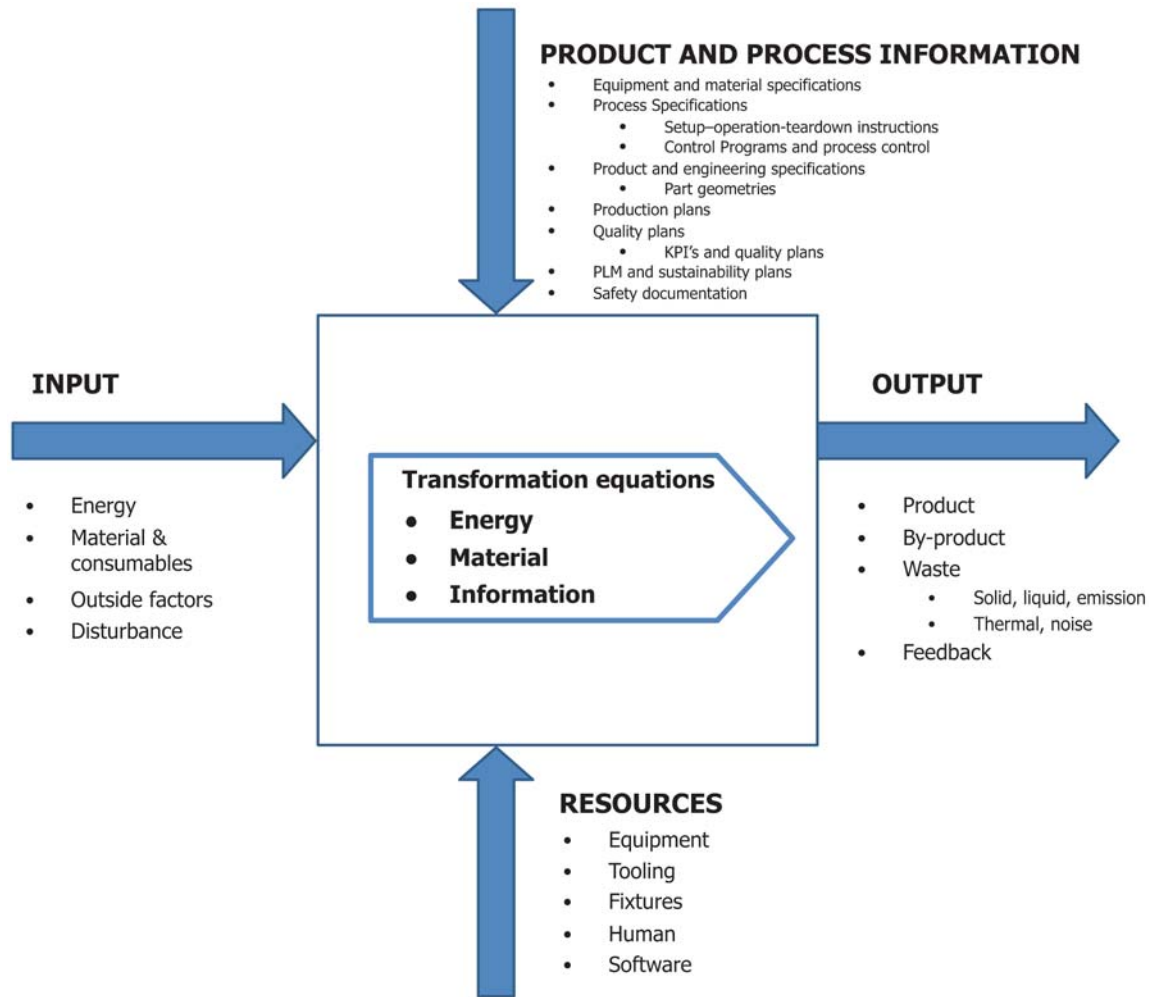 PRODUCT AND PROCESS INFORMATION
• Equipment and material specifications
• Process Specifications
• Setup–operation-teardown instructions
• Control Programs and process control
• Product and engineering specifications
• Part geometries
• Production plans
• Quality plans
• KPI's and quality plans
• PLM and sustainability plans
• Safety documentation
INPUT
• Energy
• Material &
consumables
• Outside factors
• Disturbance
Transformation equations
• Energy
• Material
• Information
OUTPUT
• Product
• By-product
• Waste
• Solid, liquid, emission
• Thermal, noise
• Feedback
RESOURCES
• Equipment
• Tooling
• Fixtures
• Human
• Software